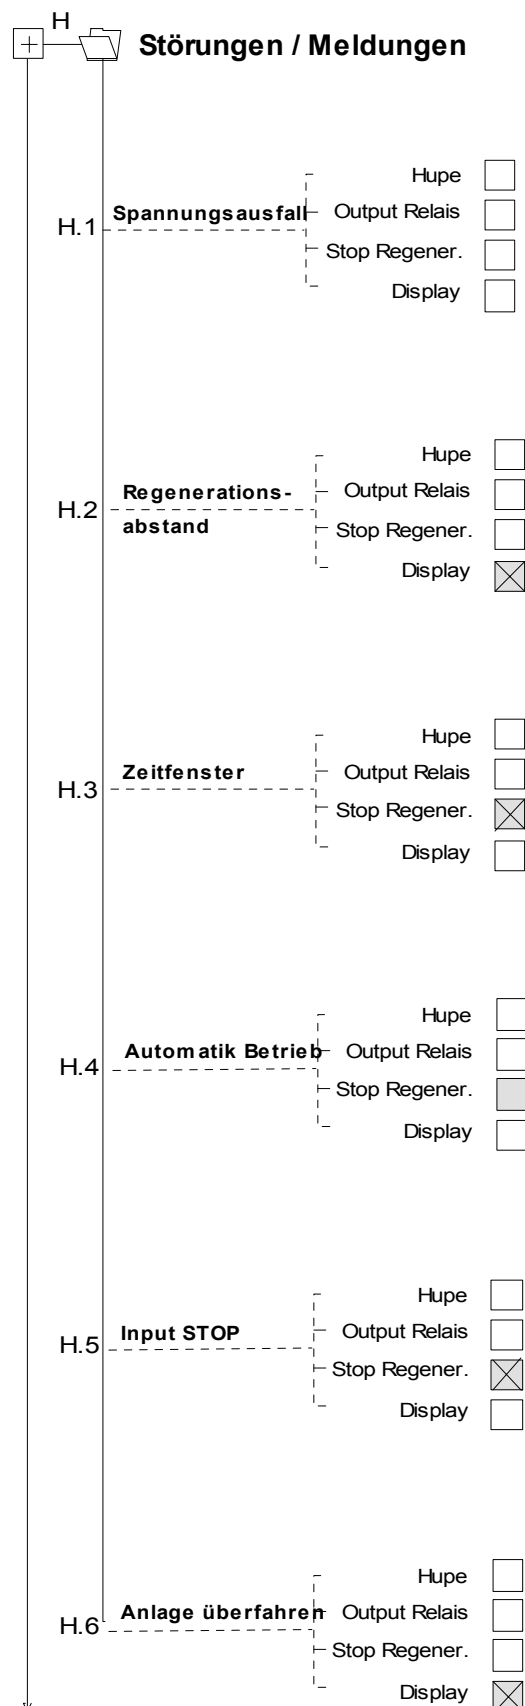 H
Störungen / Meldungen
Hupe
H.1 Spannungsausfall Output Relais
Stop Regener.
Display
Hupe
H.2 Regenerations- Output Relais
abstand Stop Regener.
Display
Hupe
H.3 Zeitfenster Output Relais
Stop Regener.
Display
Hupe
H.4 Automatik Betrieb Output Relais
Stop Regener.
Display
Hupe
H.5 Input STOP Output Relais
Stop Regener.
Display
Hupe
H.6 Anlage überfahren Output Relais
Stop Regener.
Display